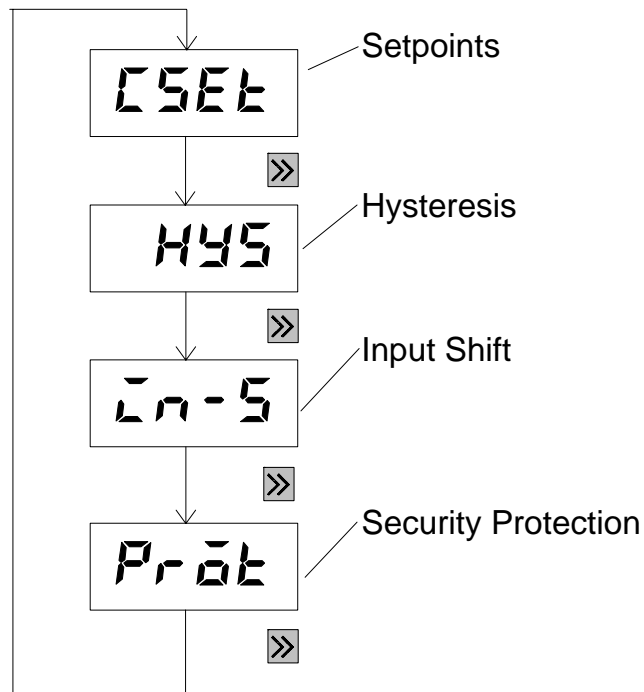 Setpoints
CSEt
»
Hysteresis
HYS
»
Input Shift
in-S
»
Security Protection
Prot
»